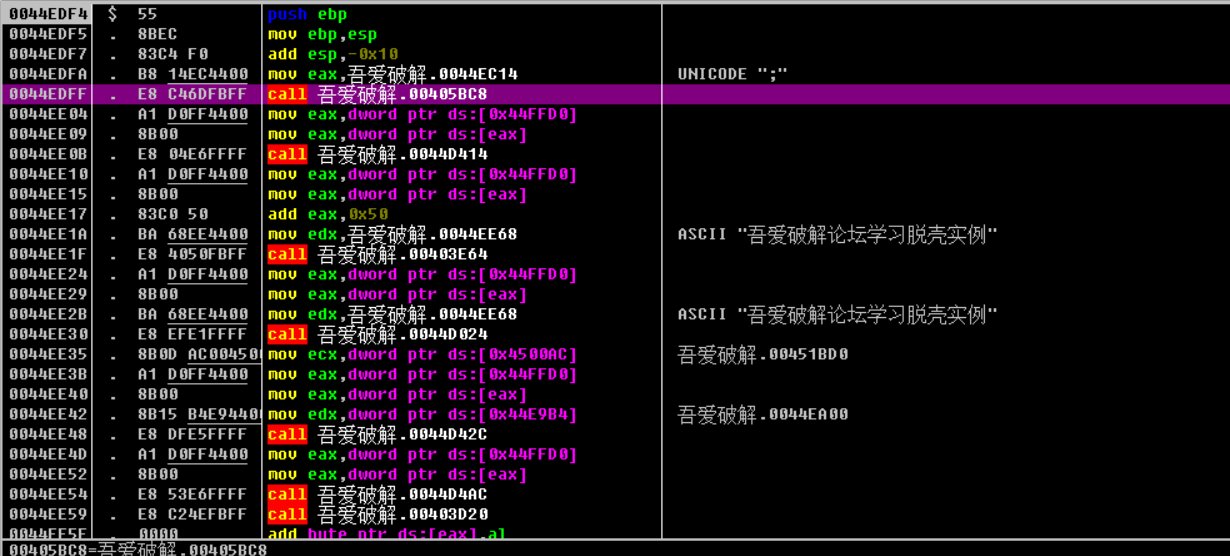 0044EDF4 $ 55 push ebp
0044EDF5 . 8BEC mov ebp,esp
0044EDF7 . 83C4 F0 add esp,-0x10
0044EDFA . B8 14EC4400 mov eax,吾爱破解.0044EC14 UNICODE ";"
0044EDFF . E8 C46DFBFF call 吾爱破解.00405BC8
0044EE04 . A1 D0FF4400 mov eax,dword ptr ds:[0x44FFD0]
0044EE09 . 8B00 mov eax,dword ptr ds:[eax]
0044EE0B . E8 04E6FFFF call 吾爱破解.0044D414
0044EE10 . A1 D0FF4400 mov eax,dword ptr ds:[0x44FFD0]
0044EE15 . 8B00 mov eax,dword ptr ds:[eax]
0044EE17 . 83C0 50 add eax,0x50
0044EE1A . BA 68EE4400 mov edx,吾爱破解.0044EE68 ASCII "吾爱破解论坛学习脱壳实例"
0044EE1F . E8 4050FBFF call 吾爱破解.00403E64
0044EE24 . A1 D0FF4400 mov eax,dword ptr ds:[0x44FFD0]
0044EE29 . 8B00 mov eax,dword ptr ds:[eax]
0044EE2B . BA 68EE4400 mov edx,吾爱破解.0044EE68 ASCII "吾爱破解论坛学习脱壳实例"
0044EE30 . E8 EFE1FFFF call 吾爱破解.0044D024
0044EE35 . 8B0D AC004500 mov ecx,dword ptr ds:[0x4500AC] 吾爱破解.00451BD0
0044EE3B . A1 D0FF4400 mov eax,dword ptr ds:[0x44FFD0]
0044EE40 . 8B00 mov eax,dword ptr ds:[eax]
0044EE42 . 8B15 B4E94400 mov edx,dword ptr ds:[0x44E9B4] 吾爱破解.0044EA00
0044EE48 . E8 DFE5FFFF call 吾爱破解.0044D42C
0044EE4D . A1 D0FF4400 mov eax,dword ptr ds:[0x44FFD0]
0044EE52 . 8B00 mov eax,dword ptr ds:[eax]
0044EE54 . E8 53E6FFFF call 吾爱破解.0044D4AC
0044EE59 . E8 C24EFBFF call 吾爱破解.00403D20
0044EE5E . 0000 add byte ptr ds:[eax],al
00405BC8=吾爱破解.00405BC8